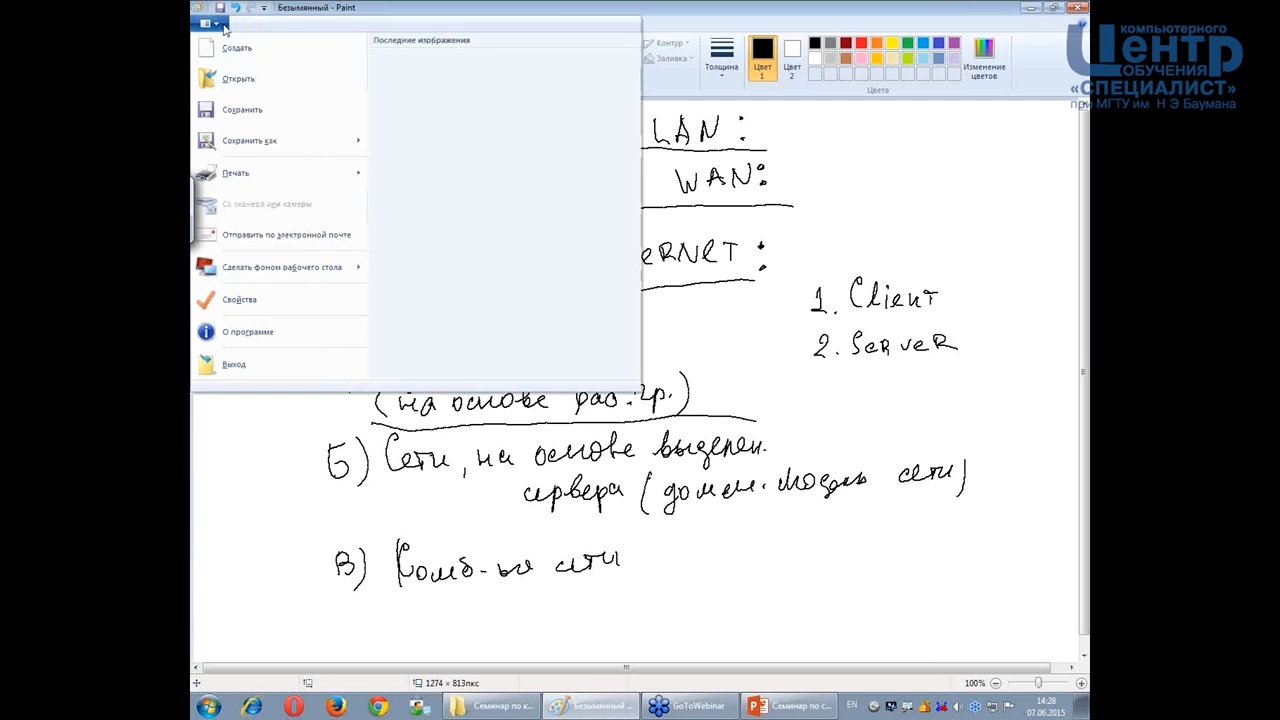 Безымянный - Paint
Последние изображения
Создать
Открыть
Сохранить
Сохранить как
Печать
Со сканера или камеры
Отправить по электронной почте
Сделать фоном рабочего стола
Свойства
О программе
Выход
Контур
Заливка
Толщина
Цвет 1
Цвет 2
Изменение цветов
Цвета
компьютерного
Центр
ОБУЧЕНИЯ
«СПЕЦИАЛИСТ»
при МГТУ им Н Э Баумана
LAN :
WAN:
eRNeT :
1. Client
2. Server
(на основе раб. гр.)
Б) Сети, на основе выделен.
сервера (домен. модель сети)
В) Комб-ые сети
1274 × 813пкс
100%
Семинар по к...
Безымянный ...
GoToWebinar
Семинар по с...
EN
14:28
07.06.2015